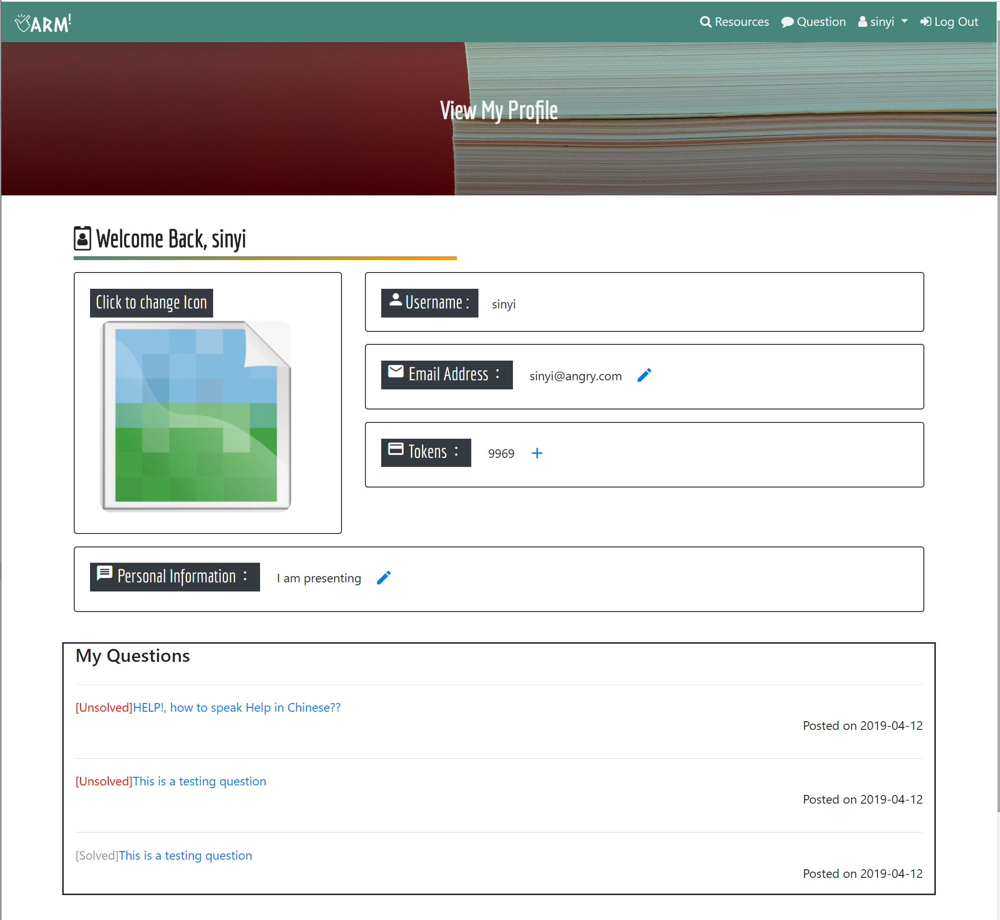 ARM!
Resources Question sinyi Log Out
View My Profile
Welcome Back, sinyi
Click to change Icon
Username : sinyi
Email Address : sinyi@angry.com
Tokens : 9969
Personal Information : I am presenting
My Questions
[Unsolved]HELP!, how to speak Help in Chinese??
Posted on 2019-04-12
[Unsolved]This is a testing question
Posted on 2019-04-12
[Solved]This is a testing question
Posted on 2019-04-12